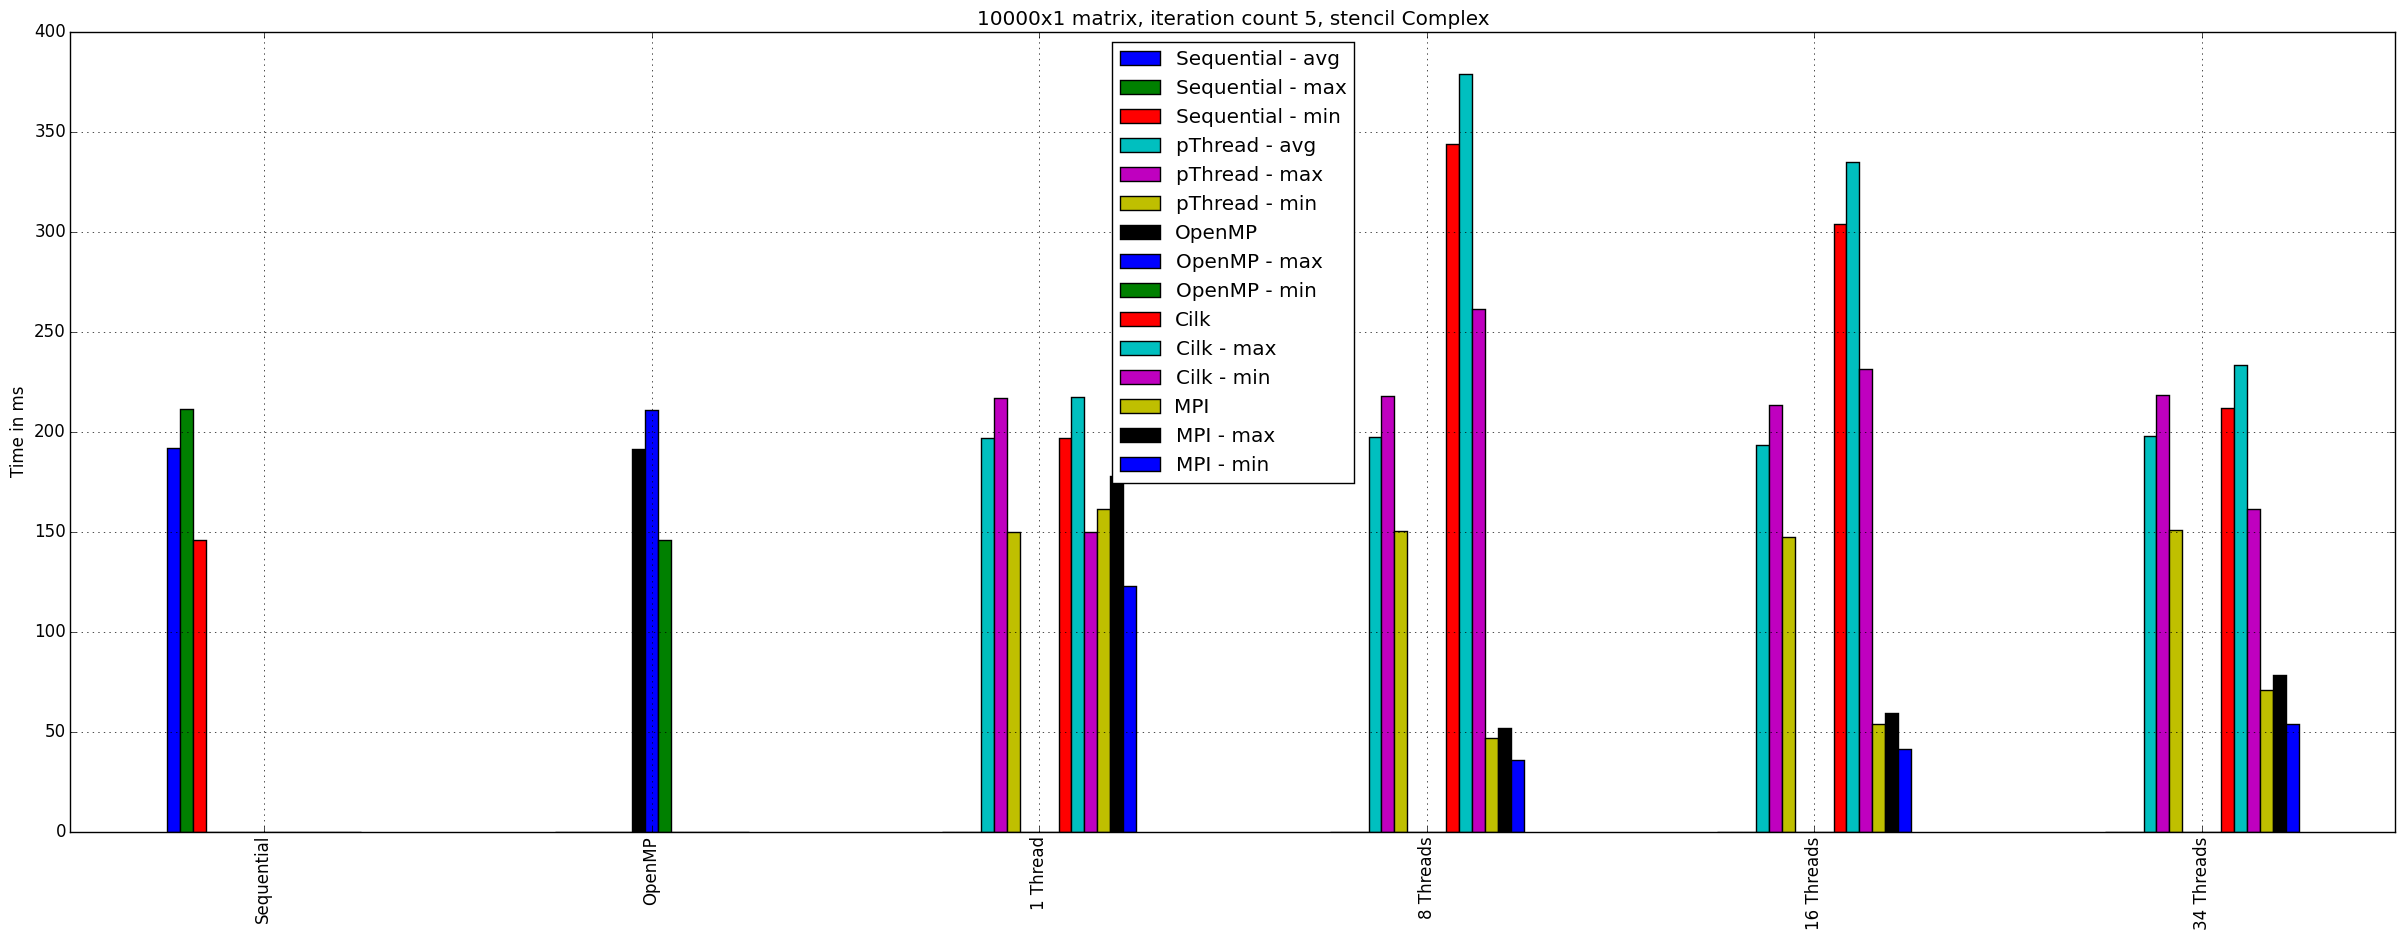 10000x1 matrix, iteration count 5, stencil Complex
400
350
300
250
200
150
100
50
0
Time in ms
Sequential - avg
Sequential - max
Sequential - min
pThread - avg
pThread - max
pThread - min
OpenMP
OpenMP - max
OpenMP - min
Cilk
Cilk - max
Cilk - min
MPI
MPI - max
MPI - min
Sequential
OpenMP
1 Thread
8 Threads
16 Threads
34 Threads